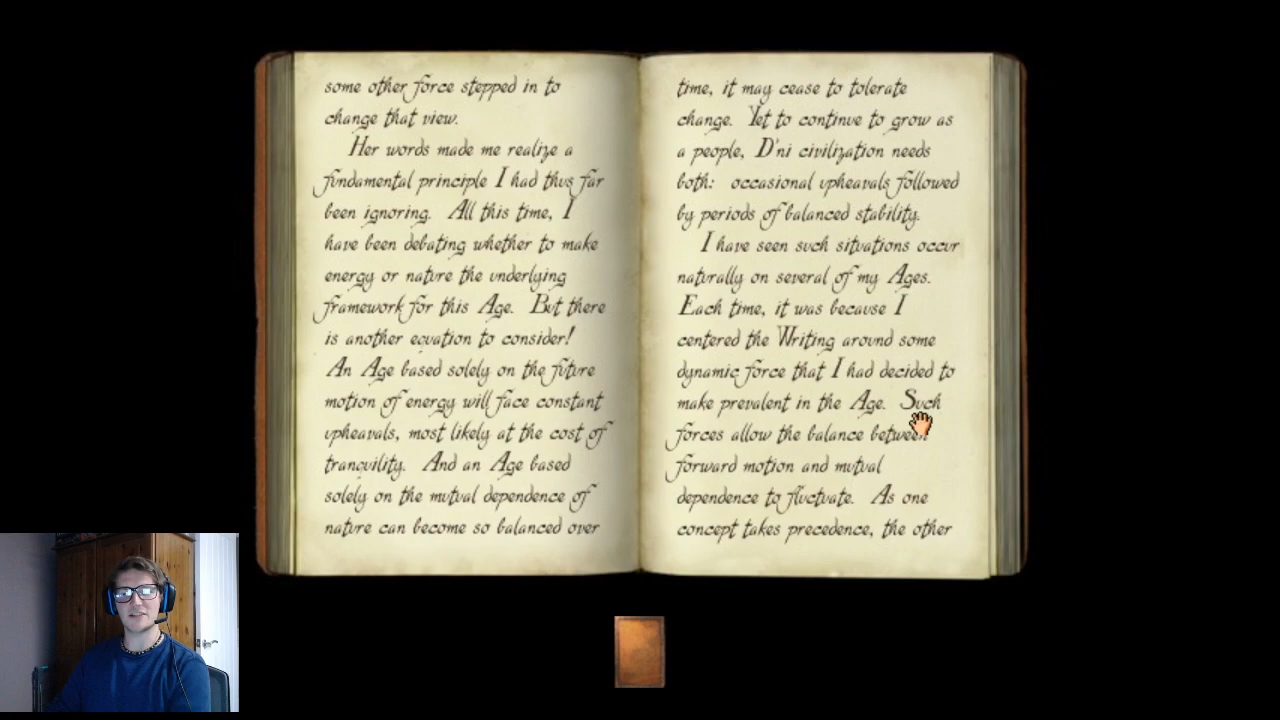 some other force stepped in to
change that view.
Her words made me realize a
fundamental principle I had thus far
been ignoring. All this time, I
have been debating whether to make
energy or nature the underlying
framework for this Age. But there
is another equation to consider!
An Age based solely on the future
motion of energy will face constant
upheavals, most likely at the cost of
tranquility. And an Age based
solely on the mutual dependence of
nature can become so balanced over
time, it may cease to tolerate
change. Yet to continue to grow as
a people, D'ni civilization needs
both: occasional upheavals followed
by periods of balanced stability.
I have seen such situations occur
naturally on several of my Ages.
Each time, it was because I
centered the Writing around some
dynamic force that I had decided to
make prevalent in the Age. Such
forces allow the balance between
forward motion and mutual
dependence to fluctuate. As one
concept takes precedence, the other